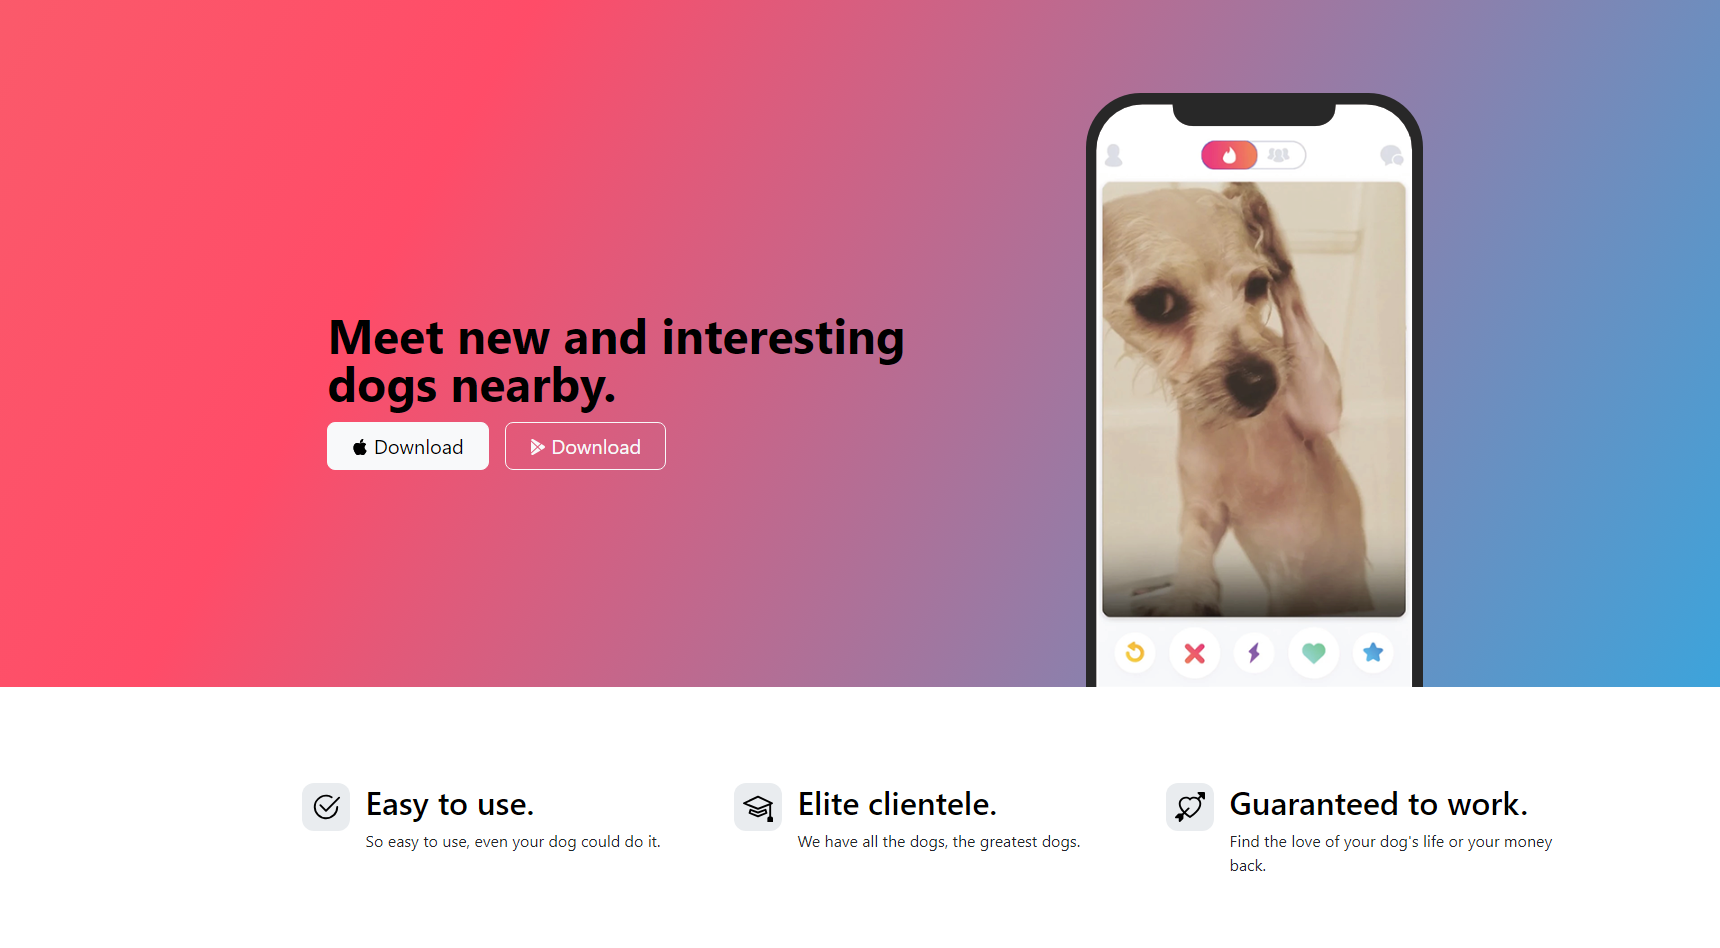 Meet new and interesting
dogs nearby.
Download
Download
Easy to use.
So easy to use, even your dog could do it.
Elite clientele.
We have all the dogs, the greatest dogs.
Guaranteed to work.
Find the love of your dog's life or your money
back.